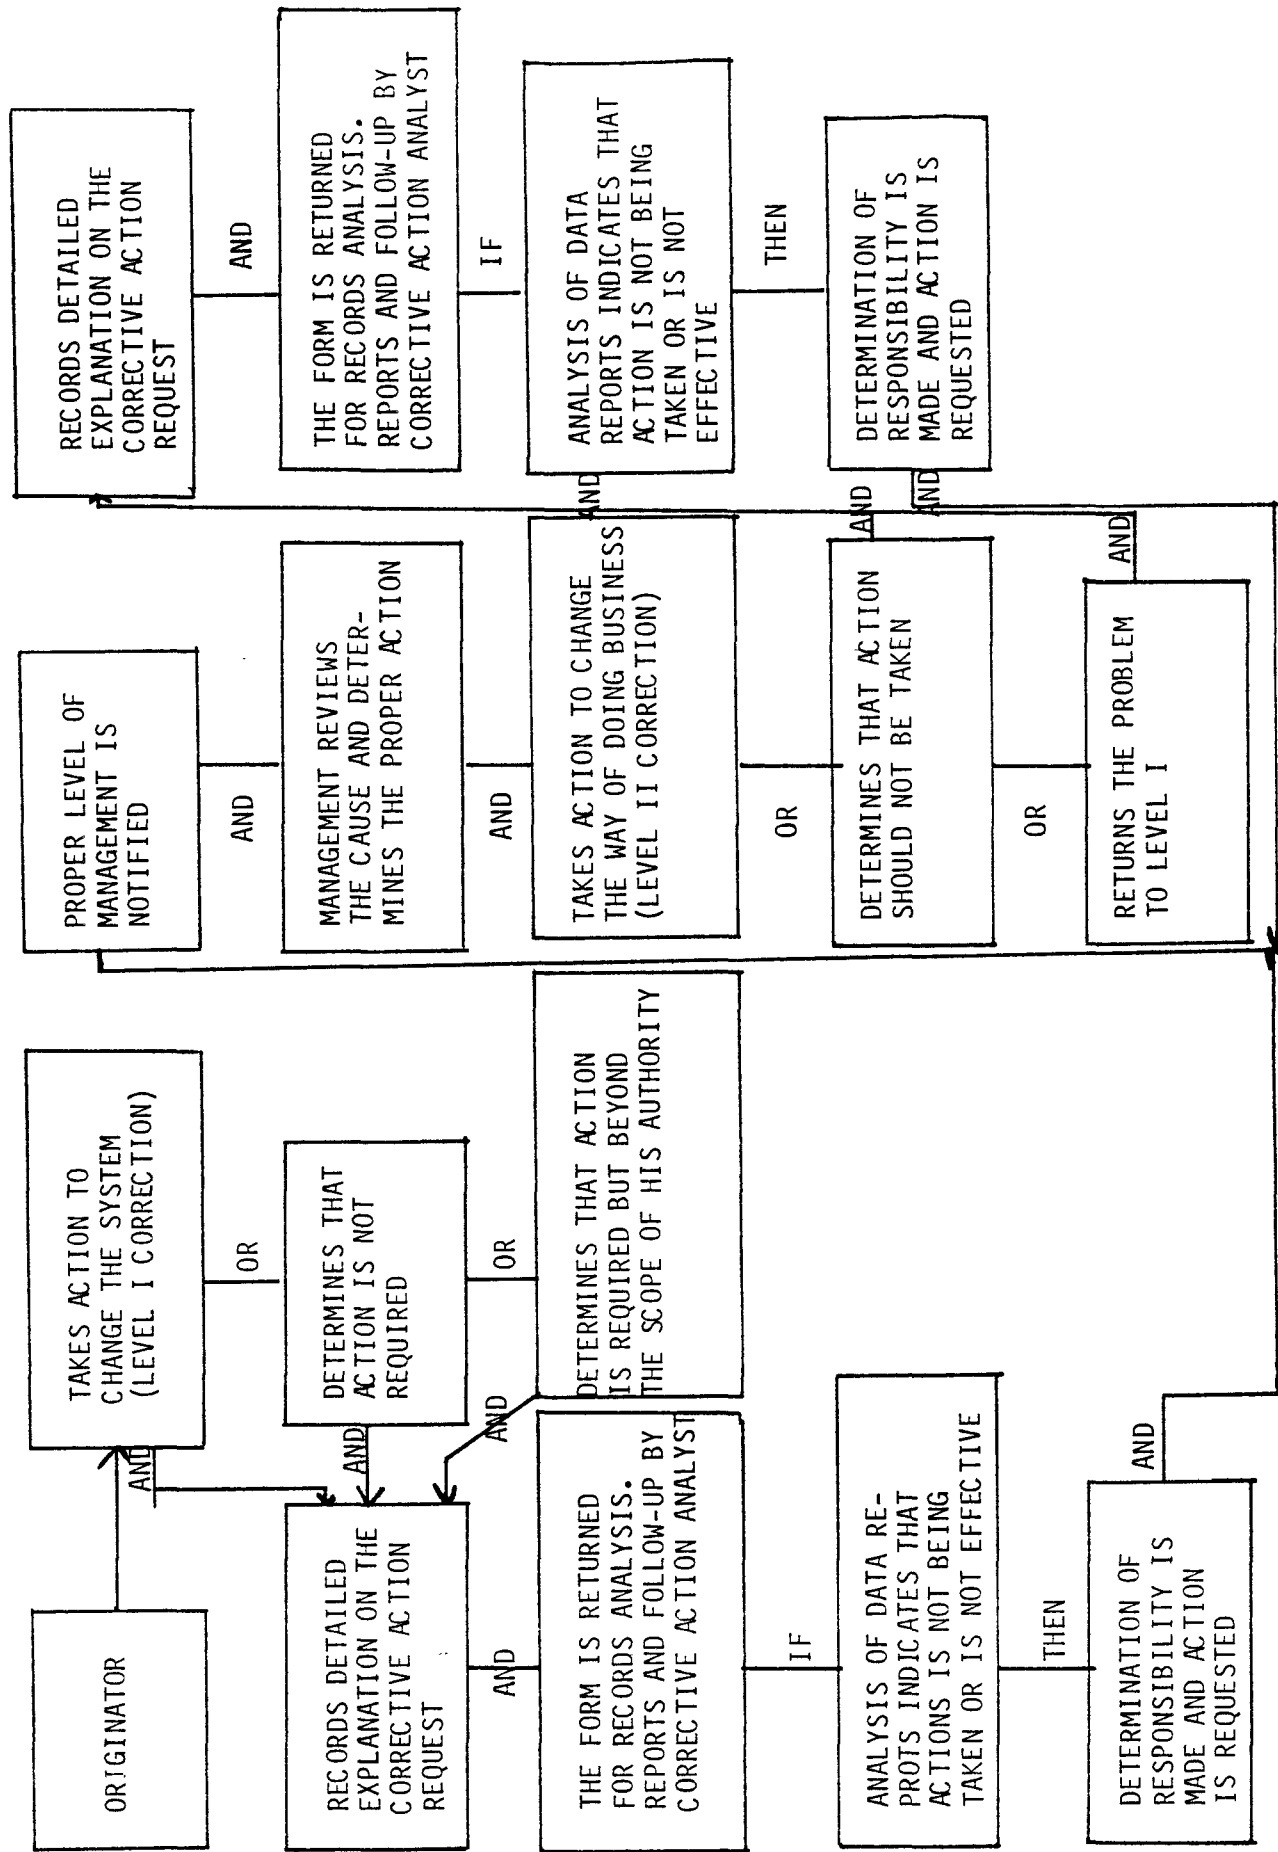 ORIGINATOR
RECORDS DETAILED
EXPLANATION ON THE
CORRECTIVE ACTION
REQUEST
AND
THE FORM IS RETURNED
FOR RECORDS ANALYSIS.
REPORTS AND FOLLOW-UP BY
CORRECTIVE ACTION ANALYST
IF
ANALYSIS OF DATA RE-
PROTS INDICATES THAT
ACTIONS IS NOT BEING
TAKEN OR IS NOT EFFECTIVE
THEN
DETERMINATION OF
RESPONSIBILITY IS
MADE AND ACTION
IS REQUESTED
AND
TAKES ACTION TO
CHANGE THE SYSTEM
(LEVEL I CORRECTION)
AND
OR
DETERMINES THAT
ACTION IS NOT
REQUIRED
AND
OR
DETERMINES THAT ACTION
IS REQUIRED BUT BEYOND
THE SCOPE OF HIS AUTHORITY
AND
PROPER LEVEL OF
MANAGEMENT IS
NOTIFIED
AND
MANAGEMENT REVIEWS
THE CAUSE AND DETER-
MINES THE PROPER ACTION
AND
TAKES ACTION TO CHANGE
THE WAY OF DOING BUSINESS
(LEVEL II CORRECTION)
AND
OR
DETERMINES THAT ACTION
SHOULD NOT BE TAKEN
AND
OR
RETURNS THE PROBLEM
TO LEVEL I
AND
RECORDS DETAILED
EXPLANATION ON THE
CORRECTIVE ACTION
REQUEST
AND
THE FORM IS RETURNED
FOR RECORDS ANALYSIS.
REPORTS AND FOLLOW-UP BY
CORRECTIVE ACTION ANALYST
IF
ANALYSIS OF DATA
REPORTS INDICATES THAT
ACTION IS NOT BEING
TAKEN OR IS NOT
EFFECTIVE
THEN
DETERMINATION OF
RESPONSIBILITY IS
MADE AND ACTION IS
REQUESTED
AND